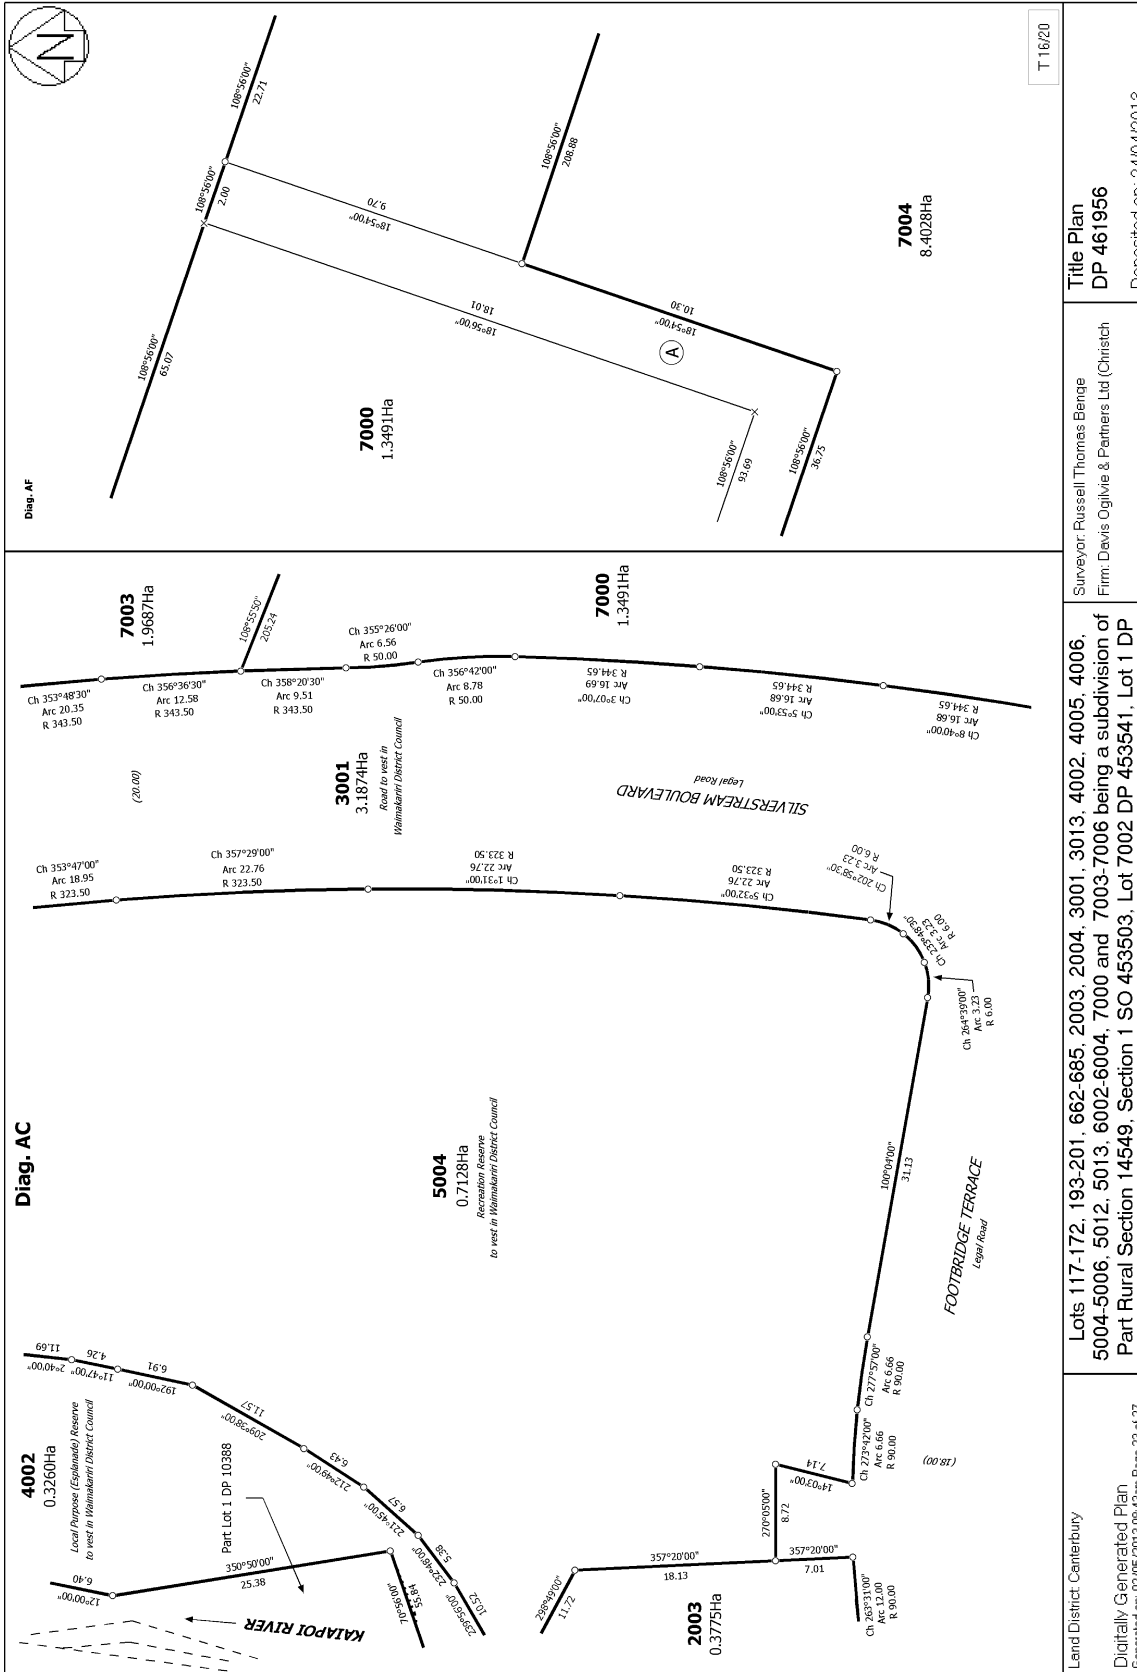 Diag. AC
4002
0.3260Ha
Local Purpose (Esplanade) Reserve
to vest in Waimakariri District Council
Part Lot 1 DP 10388
KAIAPOI RIVER
12°00'00"
6.40
350°50'00"
25.38
70°56'00"
55.84
2°40'00"
11.69
11°47'00"
4.26
192°00'00"
6.91
209°38'00"
11.57
212°49'00"
6.43
221°45'00"
6.57
232°48'00"
5.38
239°56'00"
10.52
5004
0.7128Ha
Recreation Reserve
to vest in Waimakariri District Council
2003
0.3775Ha
298°49'00"
11.72
357°20'00"
18.13
357°20'00"
7.01
270°05'00"
8.72
14°03'00"
7.14
Ch 263°31'00"
Arc 12.00
R 90.00
Ch 273°42'00"
Arc 6.66
R 90.00
Ch 277°57'00"
Arc 6.66
R 90.00
(18.00)
100°04'00"
31.13
FOOTBRIDGE TERRACE
Legal Road
Ch 264°39'00"
Arc 3.23
R 6.00
Ch 233°48'30"
Arc 3.23
R 6.00
Ch 202°58'30"
Arc 3.23
R 6.00
Ch 353°47'00"
Arc 18.95
R 323.50
Ch 357°29'00"
Arc 22.76
R 323.50
Ch 1°31'00"
Arc 22.76
R 323.50
Ch 5°32'00"
Arc 22.76
R 323.50
(20.00)
3001
3.1874Ha
Road to vest in
Waimakariri District Council
SILVERSTREAM BOULEVARD
Legal Road
Ch 353°48'30"
Arc 20.35
R 343.50
Ch 356°36'30"
Arc 12.58
R 343.50
Ch 358°20'30"
Arc 9.51
R 343.50
Ch 355°26'00"
Arc 6.56
R 50.00
Ch 356°42'00"
Arc 8.78
R 50.00
Ch 3°07'00"
Arc 16.69
R 344.65
Ch 5°53'00"
Arc 16.68
R 344.65
Ch 8°40'00"
Arc 16.68
R 344.65
7003
1.9687Ha
108°55'50"
205.24
7000
1.3491Ha
Diag. AF
N
108°56'00"
65.07
108°56'00"
2.00
108°56'00"
22.71
18°54'00"
9.70
18°56'00"
18.01
108°56'00"
208.88
18°54'00"
10.30
A
7000
1.3491Ha
7004
8.4028Ha
108°56'00"
93.69
108°56'00"
36.75
T 16/20
Land District: Canterbury
Digitally Generated Plan
Lots 117-172, 193-201, 662-685, 2003, 2004, 3001, 3013, 4002, 4005, 4006,
5004-5006, 5012, 5013, 6002-6004, 7000 and 7003-7006 being a subdivision of
Part Rural Section 14549, Section 1 SO 453503, Lot 7002 DP 453541, Lot 1 DP
Surveyor: Russell Thomas Benge
Firm: Davis Ogilvie & Partners Ltd (Christch
Title Plan
DP 461956